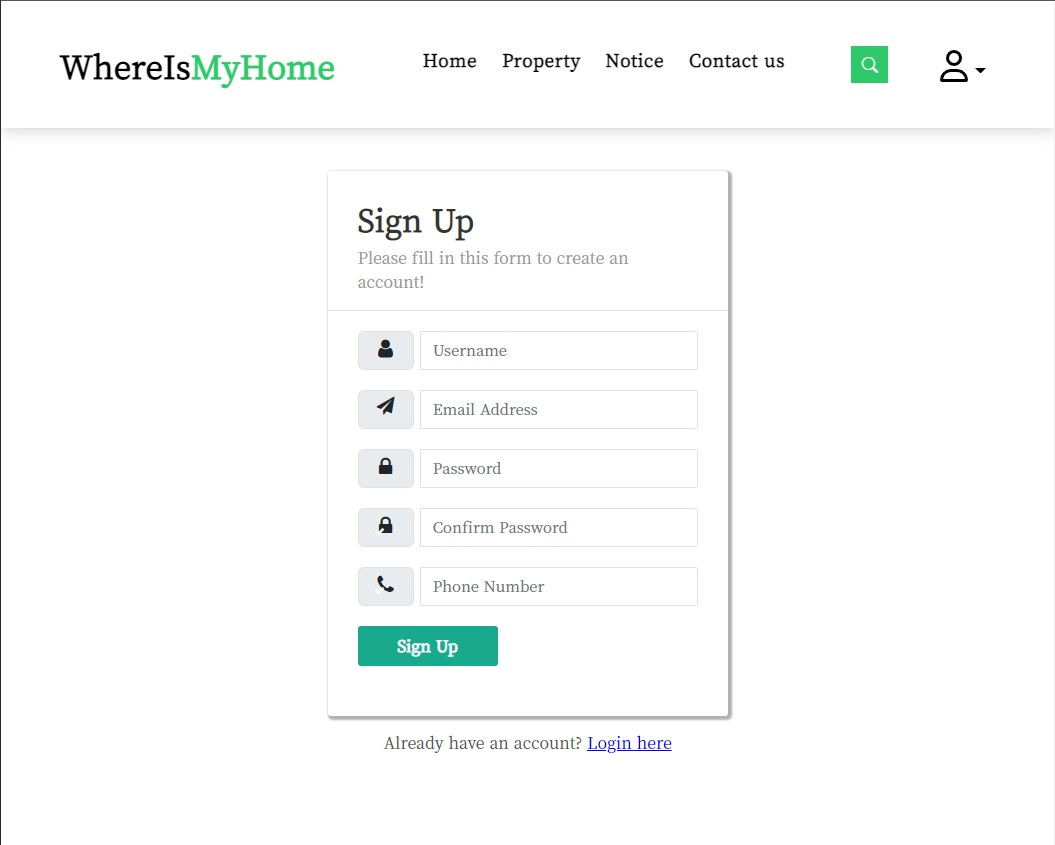 WhereIsMyHome
Home Property Notice Contact us
Sign Up
Please fill in this form to create an
account!
Username
Email Address
Password
Confirm Password
Phone Number
Sign Up
Already have an account? Login here